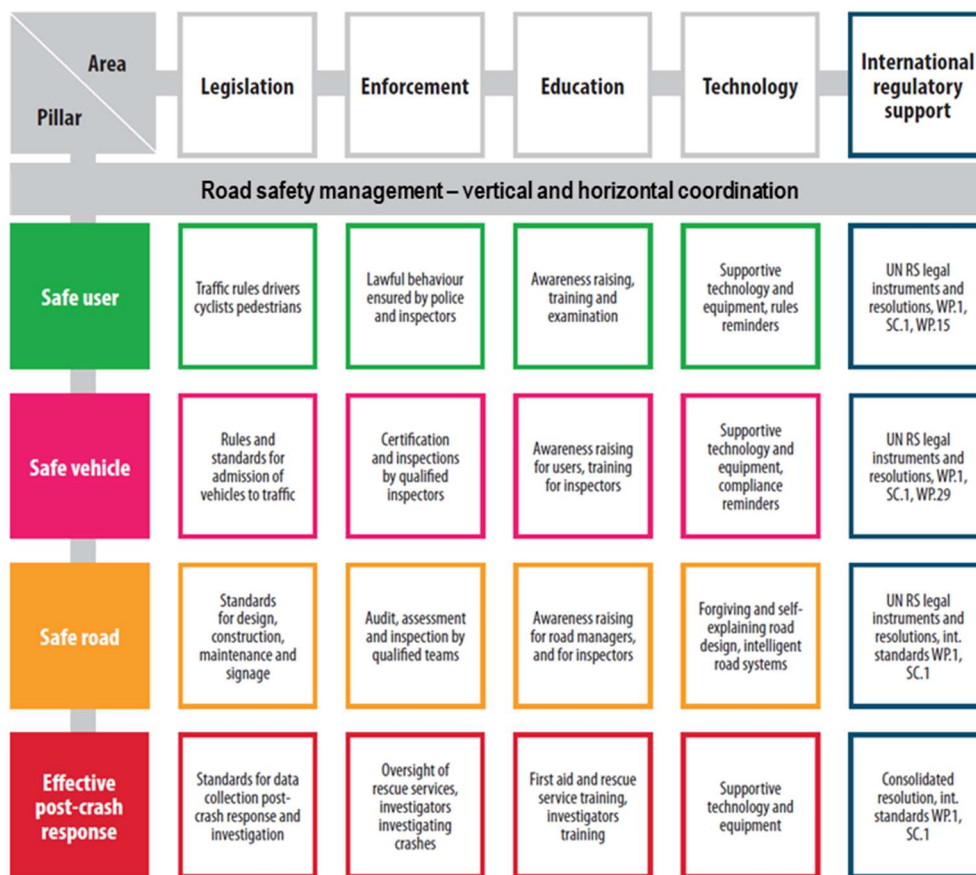 Area
Pillar
Legislation
Enforcement
Education
Technology
International
regulatory
support
Road safety management – vertical and horizontal coordination
Safe user
Traffic rules drivers
cyclists pedestrians
Lawful behaviour
ensured by police
and inspectors
Awareness raising,
training and
examination
Supportive
technology and
equipment, rules
reminders
UN RS legal
instruments and
resolutions, WP.1,
SC.1, WP.15
Safe vehicle
Rules and
standards for
admission of
vehicles to traffic
Certification
and inspections
by qualified
inspectors
Awareness raising
for users, training
for inspectors
Supportive
technology and
equipment,
compliance
reminders
UN RS legal
instruments and
resolutions, WP.1,
SC.1, WP.29
Safe road
Standards
for design,
construction,
maintenance and
signage
Audit, assessment
and inspection by
qualified teams
Awareness raising
for road managers,
and for inspectors
Forgiving and self-
explaining road
design, intelligent
road systems
UN RS legal
instruments and
resolutions, int.
standards WP.1,
SC.1
Effective
post-crash
response
Standards for data
collection post-
crash response and
investigation
Oversight of
rescue services,
investigators
investigating
crashes
First aid and rescue
service training,
investigators
training
Supportive
technology and
equipment
Consolidated
resolution, int.
standards WP.1,
SC.1